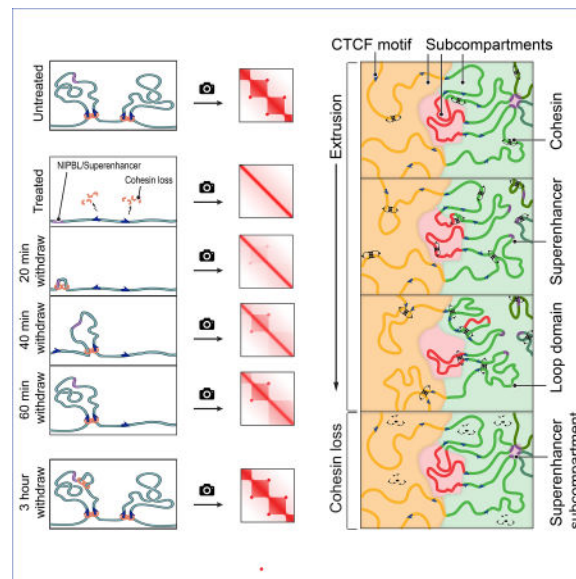 Untreated
Treated
NIPBL/Superenhancer
Cohesin loss
20 min
withdraw
40 min
withdraw
60 min
withdraw
3 hour
withdraw
CTCF motif
Subcompartments
Extrusion
Cohesin loss
Cohesin
Superenhancer
Loop domain
Superenhancer
subcompartment